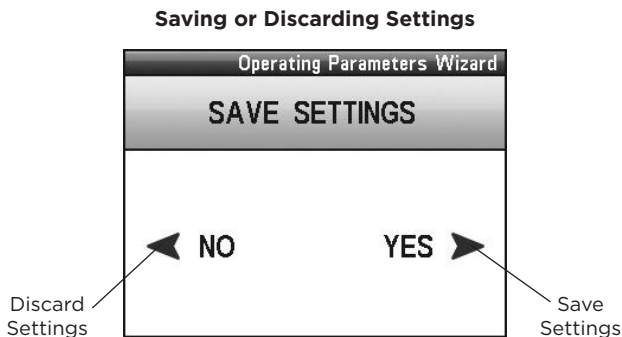 Saving or Discarding Settings
Operating Parameters Wizard
SAVE SETTINGS
NO
YES
Discard
Settings
Save
Settings